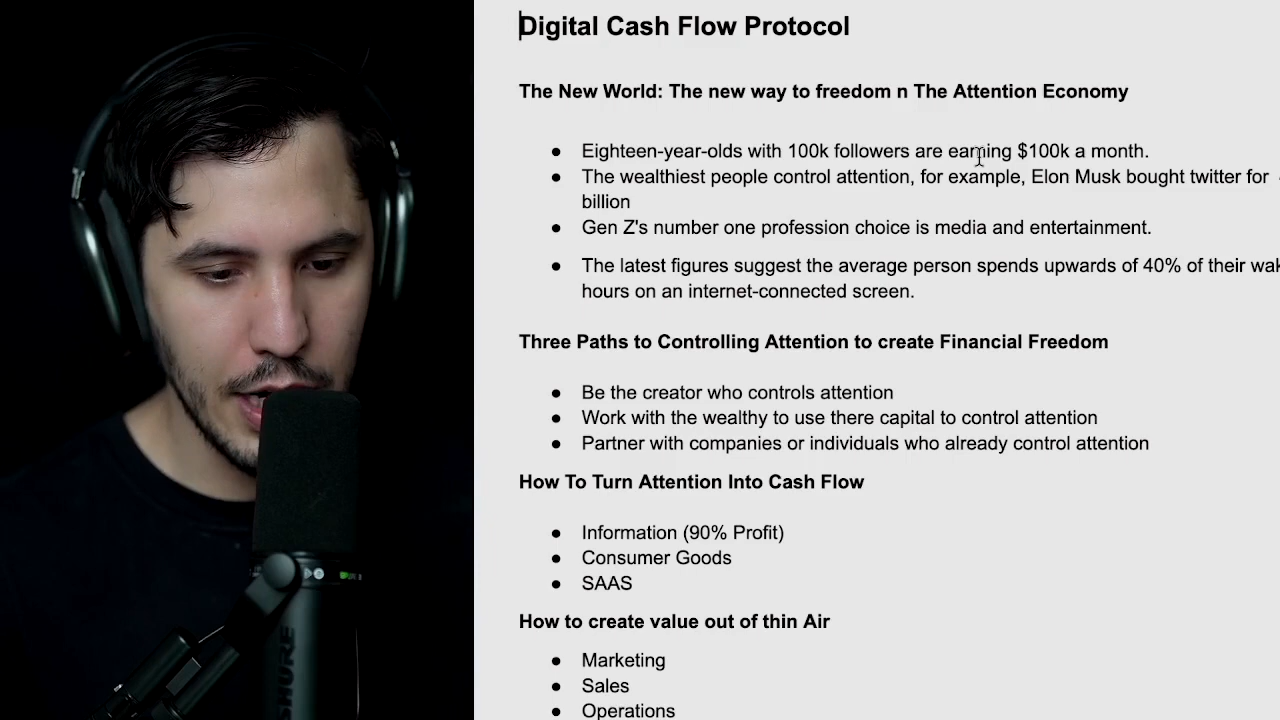 Digital Cash Flow Protocol
The New World: The new way to freedom n The Attention Economy
● Eighteen-year-olds with 100k followers are earning $100k a month.
● The wealthiest people control attention, for example, Elon Musk bought twitter for
billion
● Gen Z's number one profession choice is media and entertainment.
● The latest figures suggest the average person spends upwards of 40% of their
hours on an internet-connected screen.
Three Paths to Controlling Attention to create Financial Freedom
● Be the creator who controls attention
● Work with the wealthy to use there capital to control attention
● Partner with companies or individuals who already control attention
How To Turn Attention Into Cash Flow
● Information (90% Profit)
● Consumer Goods
● SAAS
How to create value out of thin Air
● Marketing
● Sales
● Operations
SHURE